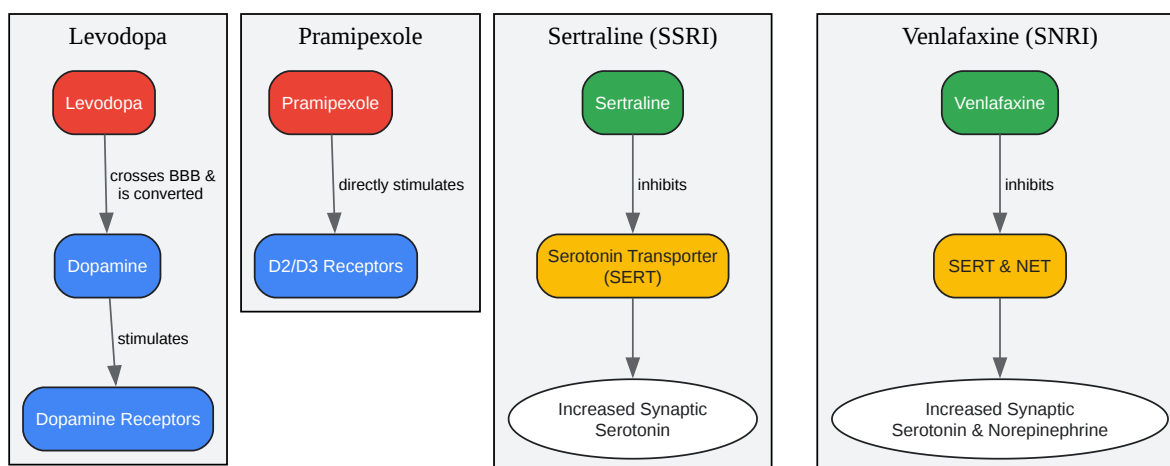 Levodopa
Levodopa
crosses BBB &
is converted
Dopamine
stimulates
Dopamine Receptors
Pramipexole
Pramipexole
directly stimulates
D2/D3 Receptors
Sertraline (SSRI)
Sertraline
inhibits
Serotonin Transporter
(SERT)
Increased Synaptic
Serotonin
Venlafaxine (SNRI)
Venlafaxine
inhibits
SERT & NET
Increased Synaptic
Serotonin & Norepinephrine